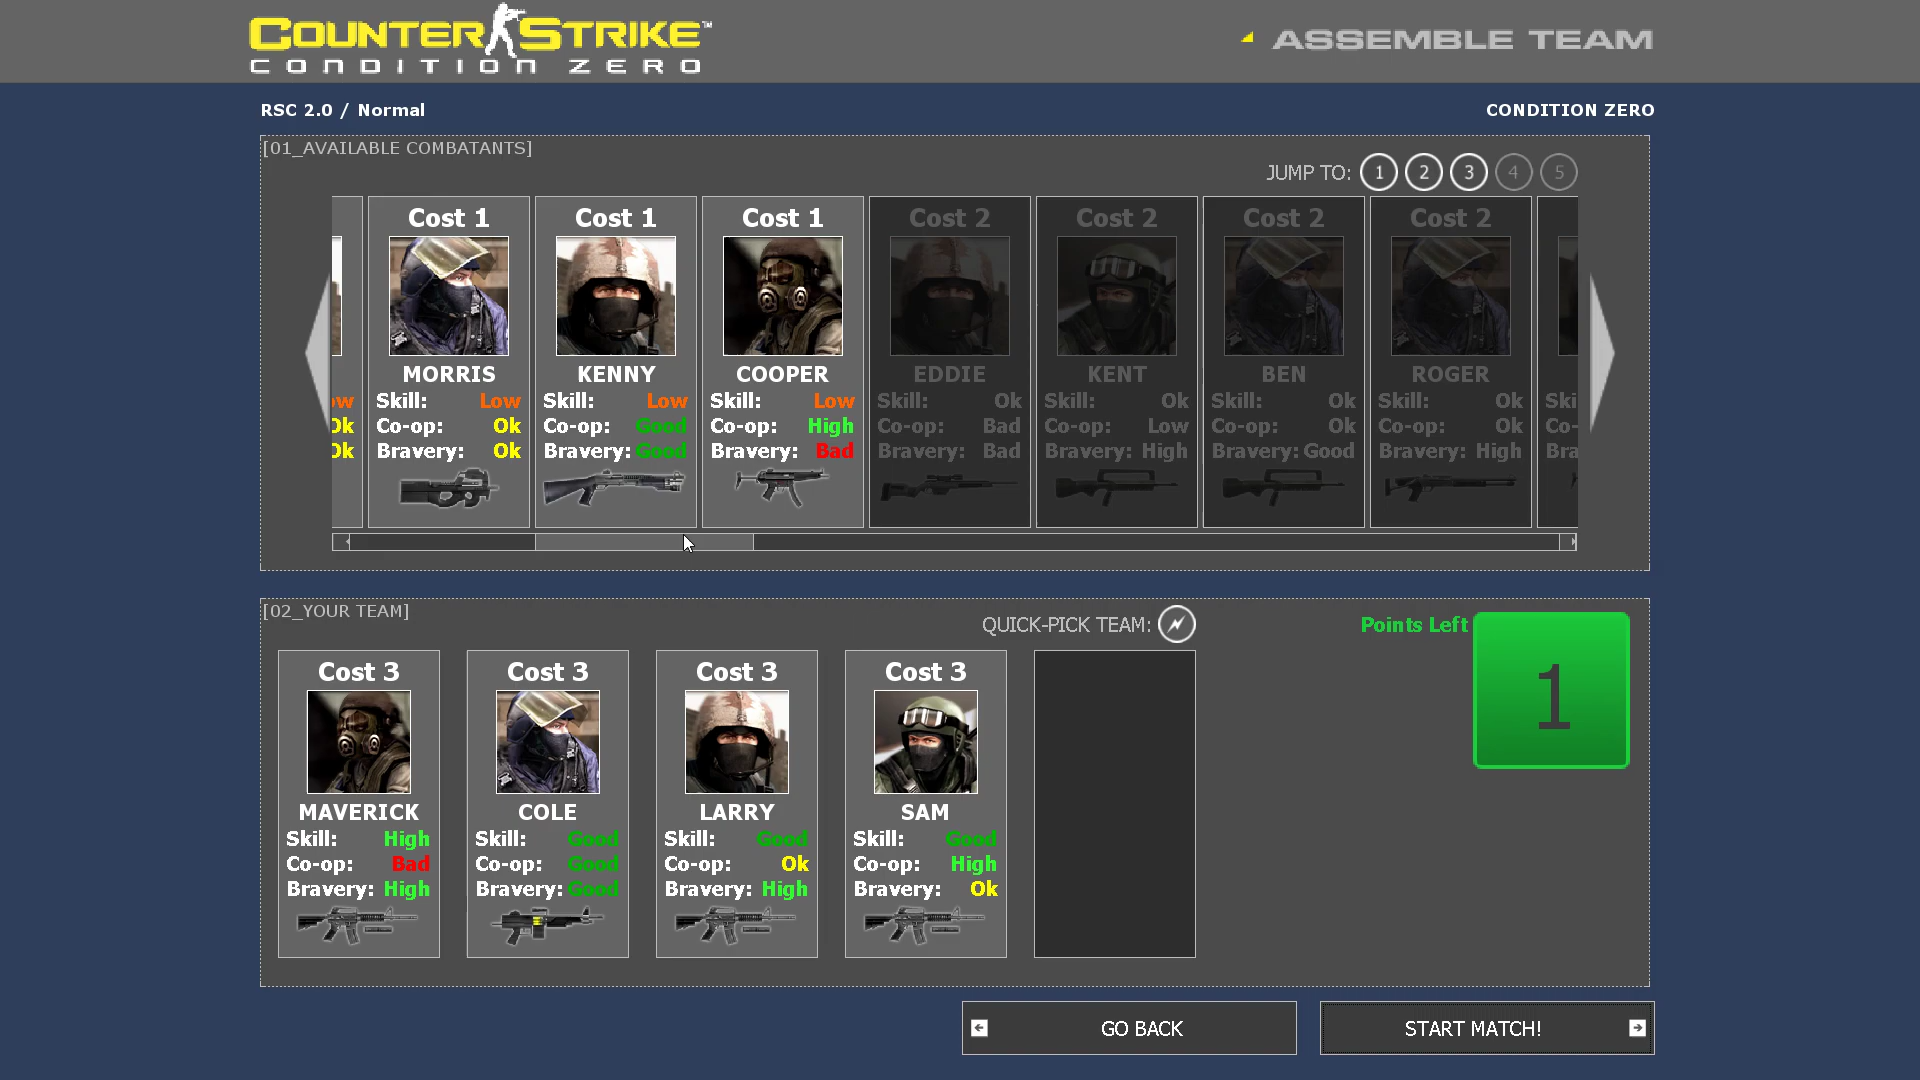 COUNTER STRIKE™
CONDITION ZERO
ASSEMBLE TEAM
RSC 2.0 / Normal
CONDITION ZERO
[01_AVAILABLE COMBATANTS]
JUMP TO: 1 2 3 4 5
Cost 1 Cost 1 Cost 1 Cost 2 Cost 2 Cost 2 Cost 2
MORRIS KENNY COOPER EDDIE KENT BEN ROGER
Skill: Low Skill: Low Skill: Low Skill: Ok Skill: Ok Skill: Ok Skill: Ok
Ok Co-op: Ok Co-op: Good Co-op: High Co-op: Bad Co-op: Low Co-op: Ok Co-op: Ok
Ok Bravery: Ok Bravery: Good Bravery: Bad Bravery: Bad Bravery: High Bravery: Good Bravery: High
[02_YOUR TEAM]
QUICK-PICK TEAM:
Points Left
1
Cost 3 Cost 3 Cost 3 Cost 3
MAVERICK COLE LARRY SAM
Skill: High Skill: Good Skill: Good Skill: Good
Co-op: Bad Co-op: Good Co-op: Ok Co-op: High
Bravery: High Bravery: Good Bravery: High Bravery: Ok
GO BACK
START MATCH!